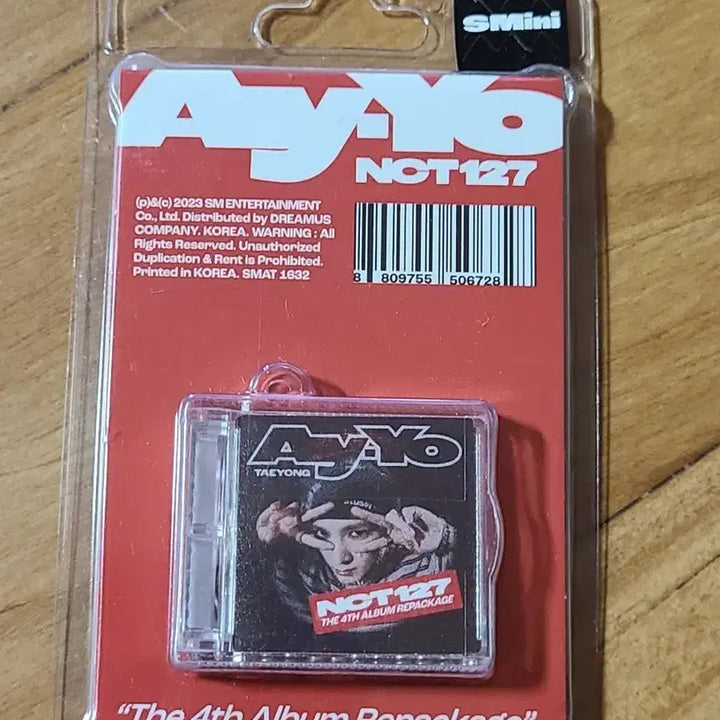 SMini
Ay-Yo
NCT 127
(p)&(c) 2023 SM ENTERTAINMENT
Co., Ltd. Distributed by DREAMUS
COMPANY. KOREA. WARNING : All
Rights Reserved. Unauthorized
Duplication & Rent is Prohibited.
Printed in KOREA. SMAT 1632
8 809755 506728
Ay-Yo
TAEYONG
STUSSY
NCT 127
THE 4TH ALBUM REPACKAGE
"The 4th Album Repackage"